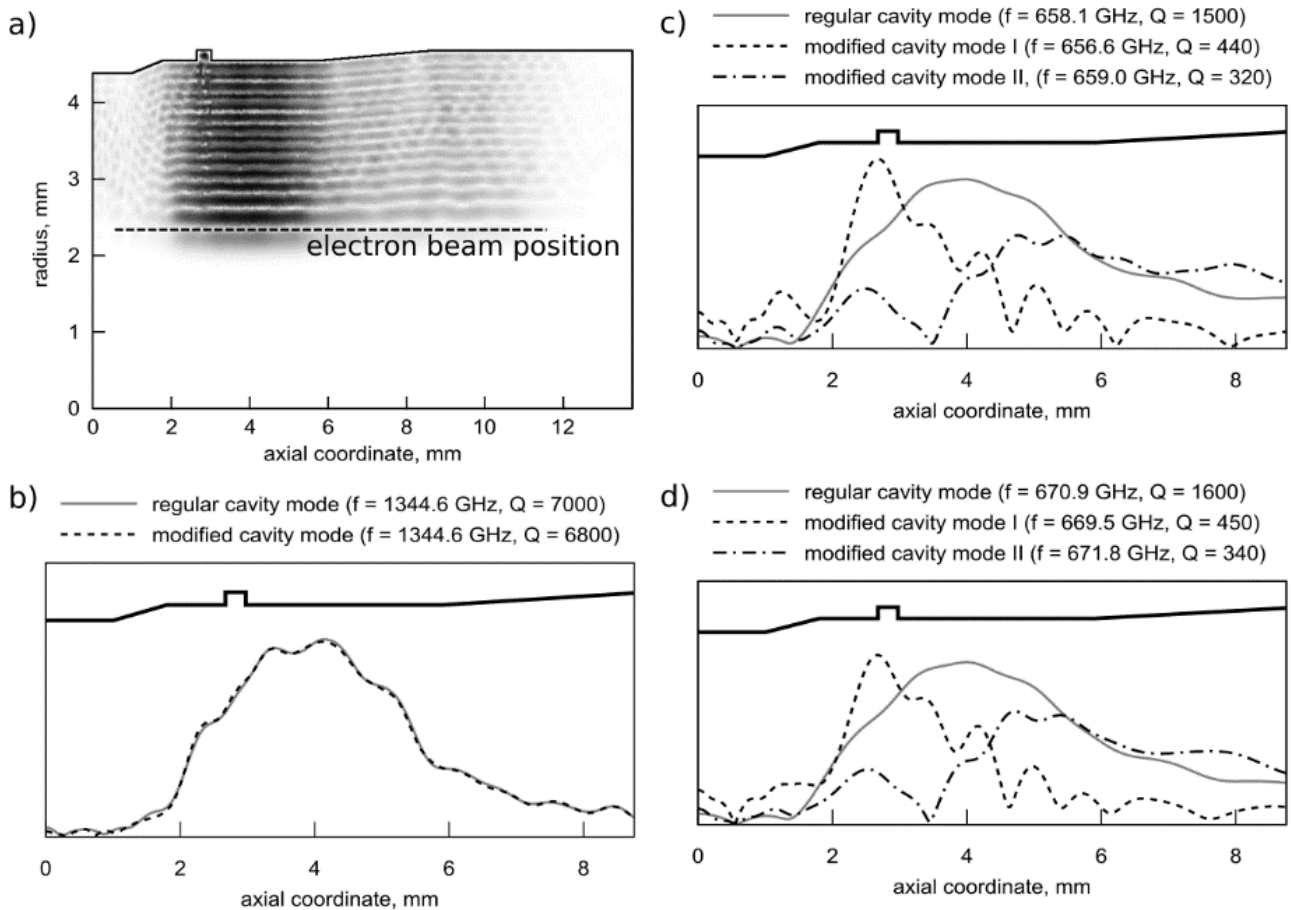 a)
4
3
2
1
0
radius, mm
electron beam position
0 2 4 6 8 10 12
axial coordinate, mm
b)
regular cavity mode (f = 1344.6 GHz, Q = 7000)
modified cavity mode (f = 1344.6 GHz, Q = 6800)
0 2 4 6 8
axial coordinate, mm
c)
regular cavity mode (f = 658.1 GHz, Q = 1500)
modified cavity mode I (f = 656.6 GHz, Q = 440)
modified cavity mode II, (f = 659.0 GHz, Q = 320)
0 2 4 6 8
axial coordinate, mm
d)
regular cavity mode (f = 670.9 GHz, Q = 1600)
modified cavity mode I (f = 669.5 GHz, Q = 450)
modified cavity mode II (f = 671.8 GHz, Q = 340)
0 2 4 6 8
axial coordinate, mm